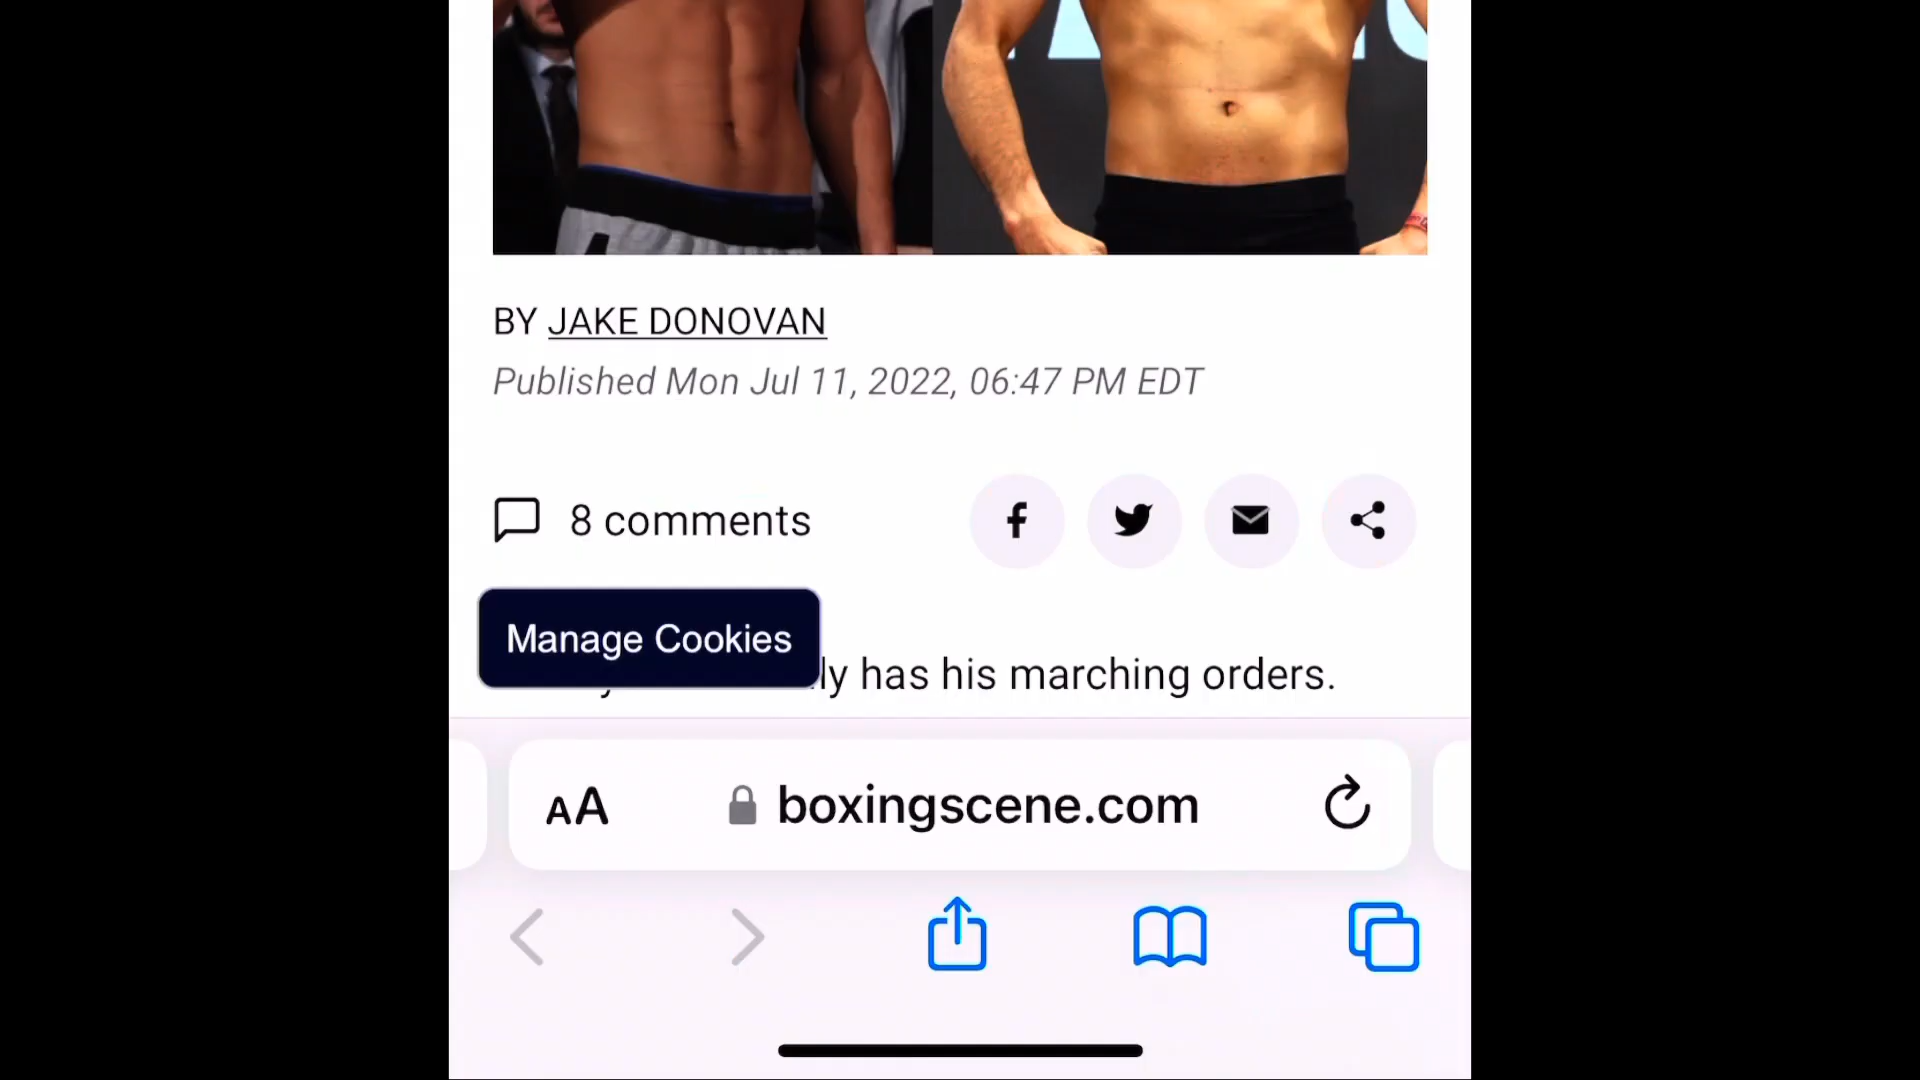 BY JAKE DONOVAN
Published Mon Jul 11, 2022, 06:47 PM EDT
8 comments
Manage Cookies
has his marching orders.
AA boxingscene.com